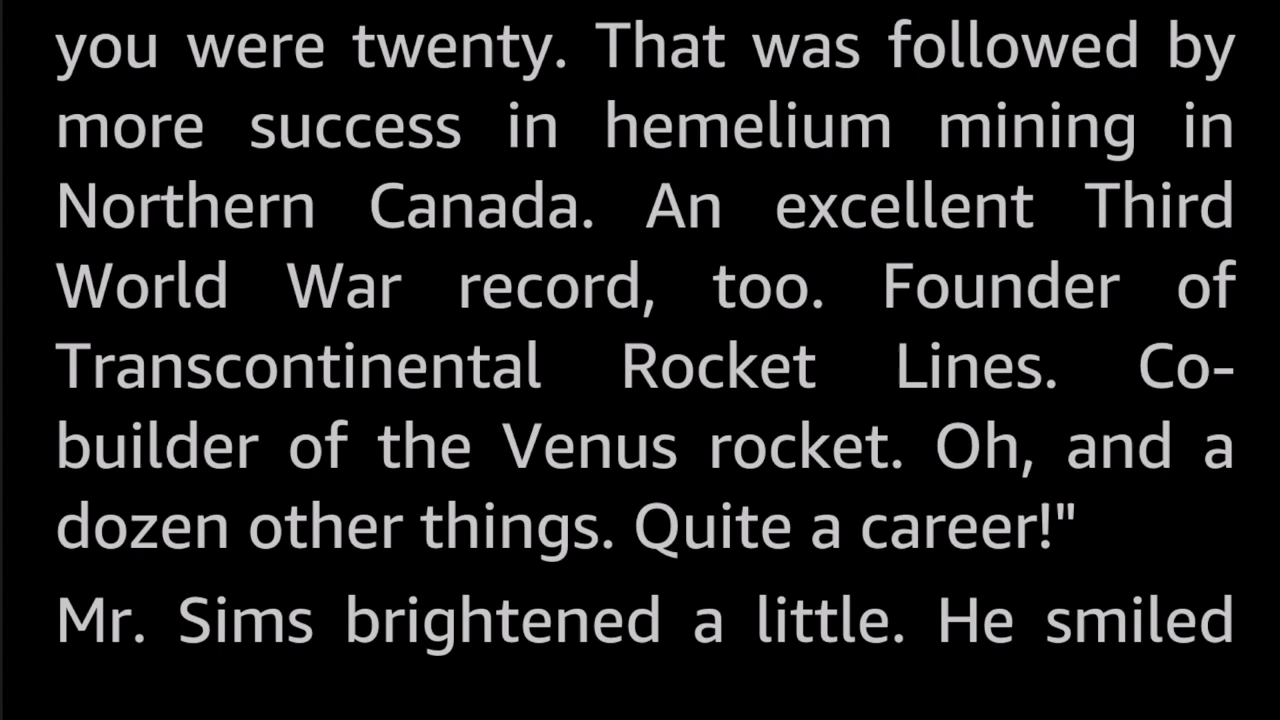 you were twenty. That was followed by
more success in hemelium mining in
Northern Canada. An excellent Third
World War record, too. Founder of
Transcontinental Rocket Lines. Co-
builder of the Venus rocket. Oh, and a
dozen other things. Quite a career!"
Mr. Sims brightened a little. He smiled